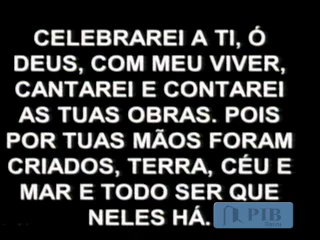 CELEBRAREI A TI, Ó
DEUS, COM MEU VIVER,
CANTAREI E CONTAREI
AS TUAS OBRAS. POIS
POR TUAS MÃOS FORAM
CRIADOS, TERRA, CÉU E
MAR E TODO SER QUE
NELES HÁ.
PIB